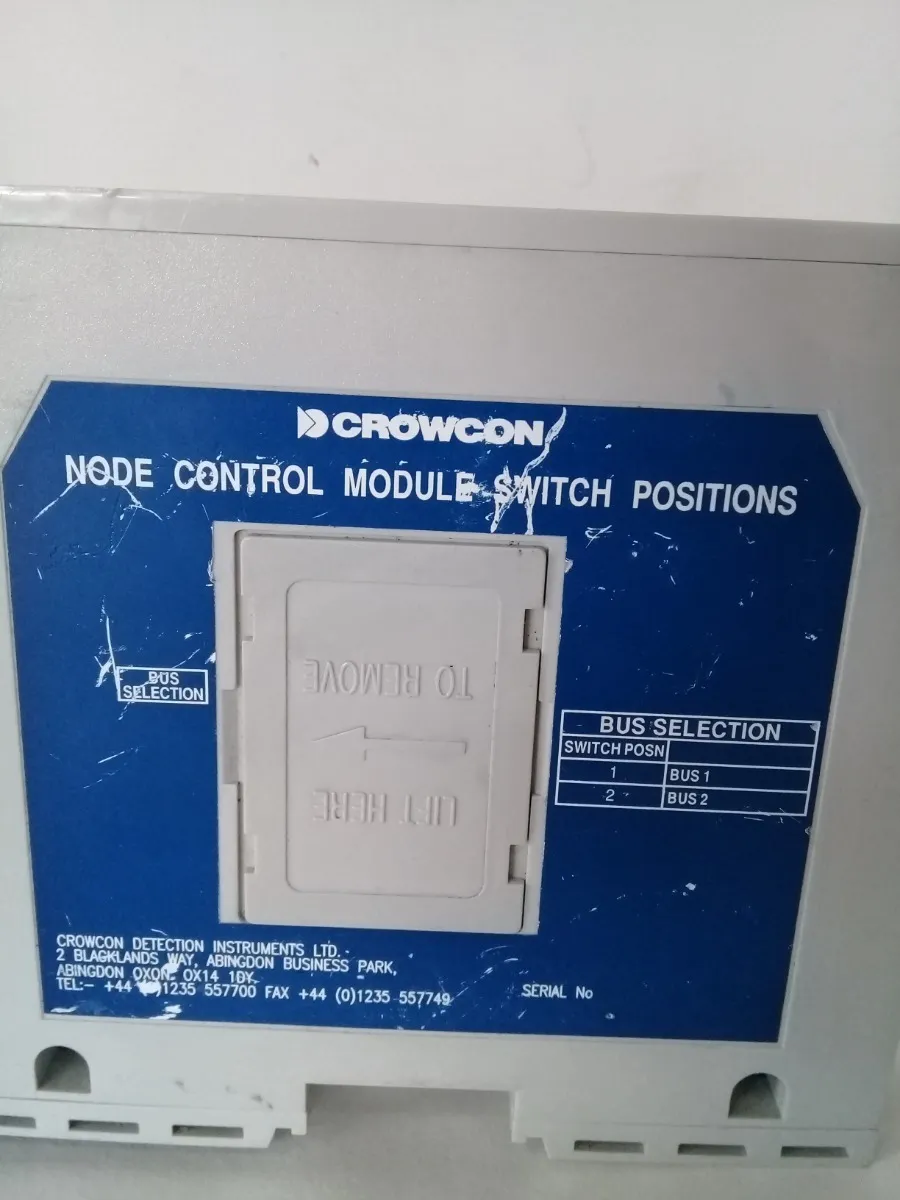 CROWCON
NODE CONTROL MODULE SWITCH POSITIONS
TO REMOVE
LIFT HERE
BUS
SELECTION
BUS SELECTION
SWITCH POSN
1 BUS 1
2 BUS 2
CROWCON DETECTION INSTRUMENTS LTD.
2 BLACKLANDS WAY, ABINGDON BUSINESS PARK,
ABINGDON OXON. OX14 1DY.
TEL:- +44 (0)1235 557700 FAX +44 (0)1235 557749
SERIAL No